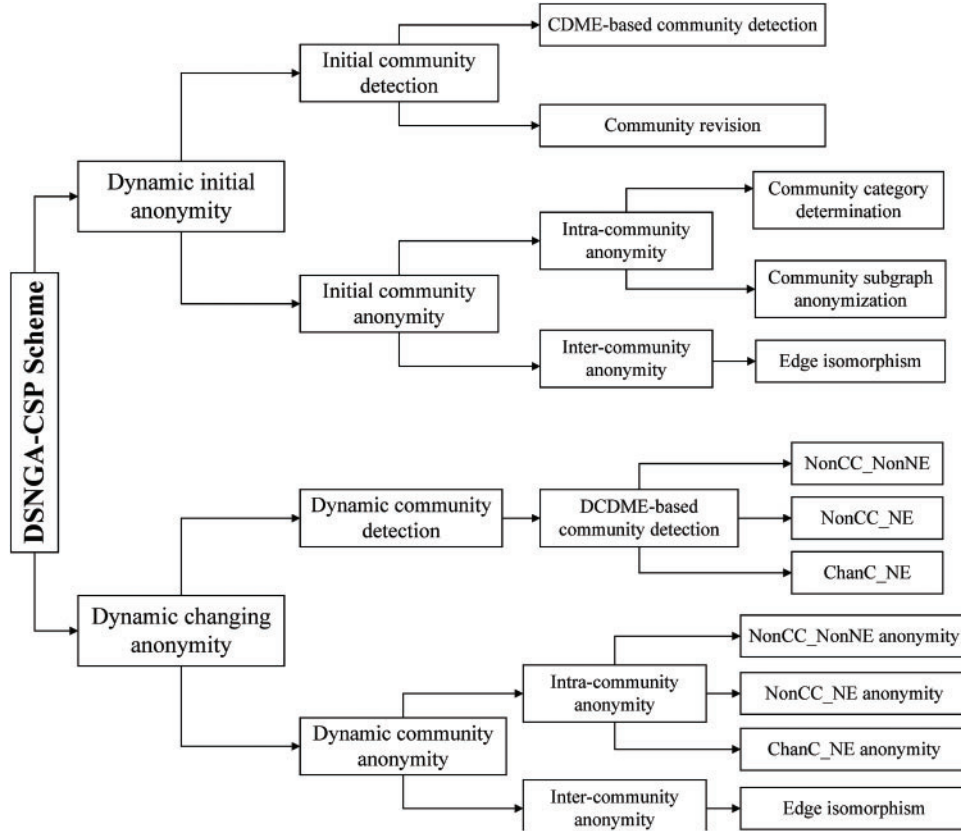 DSNGA-CSP Scheme
Dynamic initial
anonymity
Initial community
detection
CDME-based community detection
Community revision
Initial community
anonymity
Intra-community
anonymity
Community category
determination
Community subgraph
anonymization
Inter-community
anonymity
Edge isomorphism
Dynamic changing
anonymity
Dynamic community
detection
DCDME-based
community detection
NonCC_NonNE
NonCC_NE
ChanC_NE
Dynamic community
anonymity
Intra-community
anonymity
NonCC_NonNE anonymity
NonCC_NE anonymity
ChanC_NE anonymity
Inter-community
anonymity
Edge isomorphism